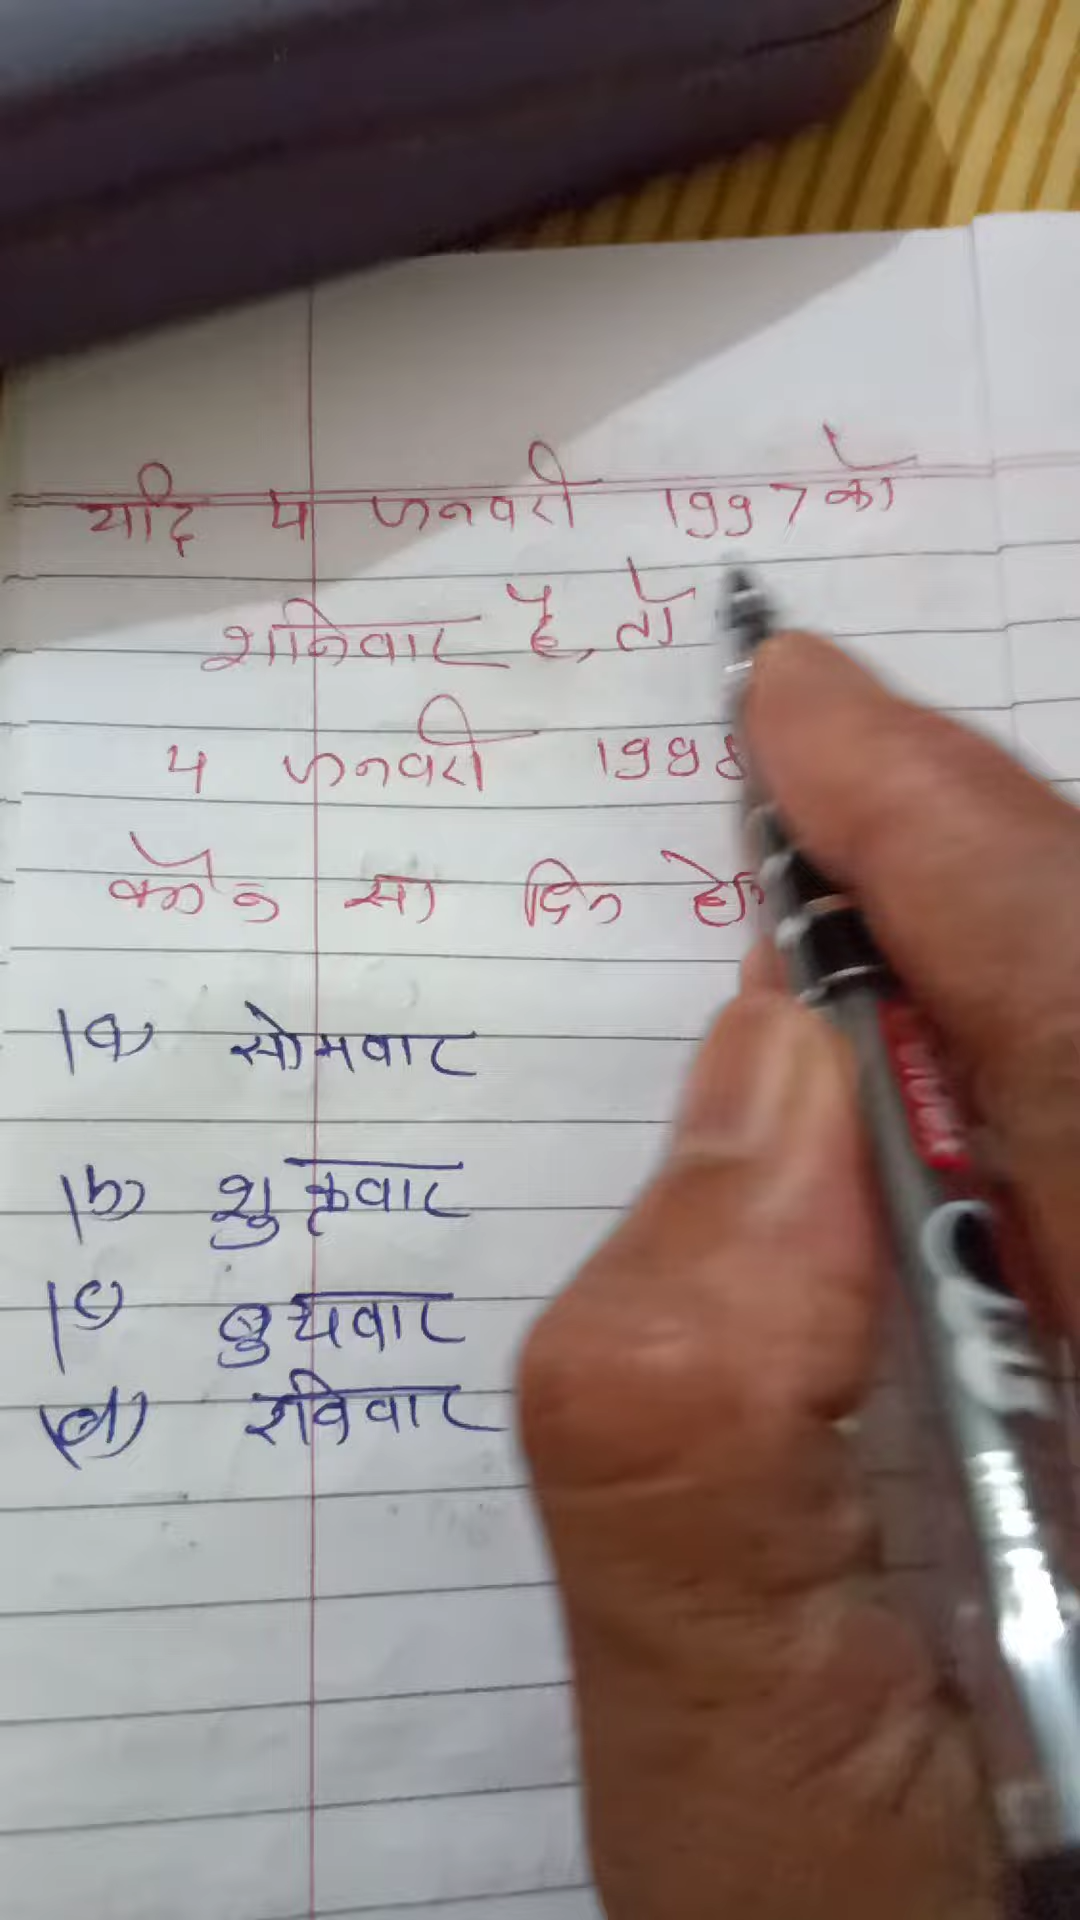 यदि 4 जनवरी 1997 को
शनिवार है, तो
4 जनवरी 1998
कौन सा दिन
(a) सोमवार
(b) शुक्रवार
(c) बुधवार
(d) रविवार